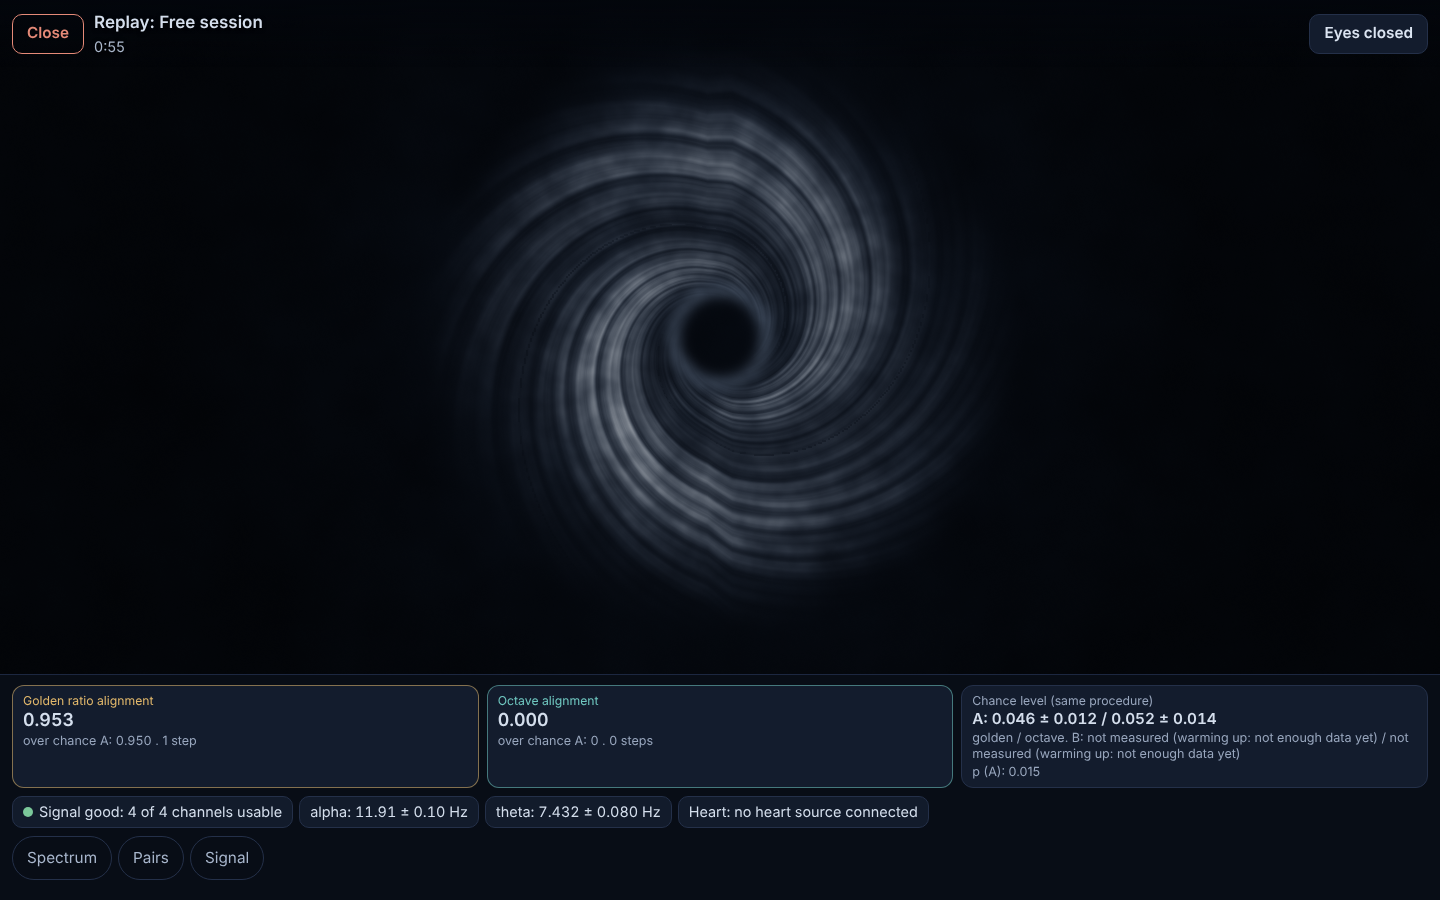 Close
Replay: Free session
0:55
Eyes closed
Golden ratio alignment
0.953
over chance A: 0.950 . 1 step
Octave alignment
0.000
over chance A: 0 . 0 steps
Chance level (same procedure)
A: 0.046 ± 0.012 / 0.052 ± 0.014
golden / octave. B: not measured (warming up: not enough data yet) / not
measured (warming up: not enough data yet)
p (A): 0.015
Signal good: 4 of 4 channels usable
alpha: 11.91 ± 0.10 Hz
theta: 7.432 ± 0.080 Hz
Heart: no heart source connected
Spectrum
Pairs
Signal